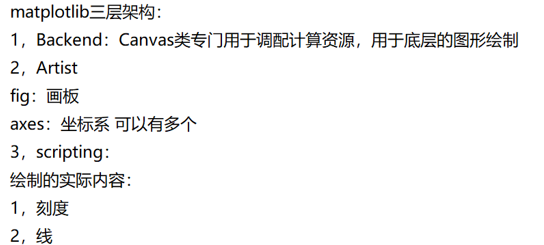 matplotlib三层架构：
1，Backend：Canvas类专门用于调配计算资源，用于底层的图形绘制
2，Artist
fig：画板
axes：坐标系 可以有多个
3，scripting：
绘制的实际内容：
1，刻度
2，线